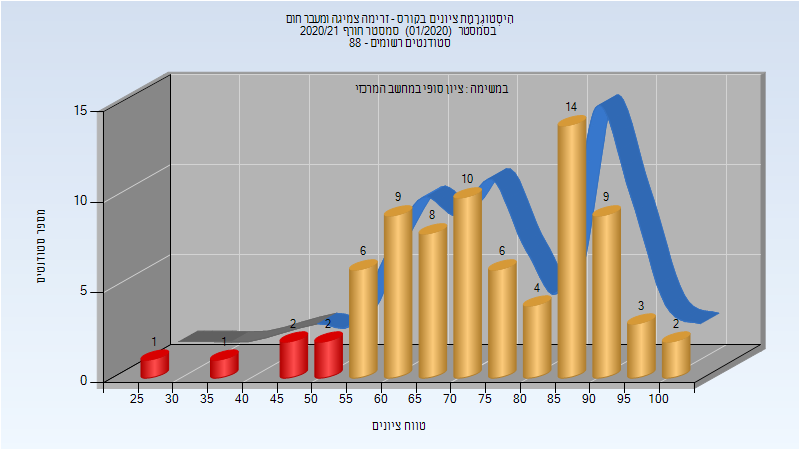 היסטוגרמת ציונים בקורס - זרימה צמיגה ומעבר חום
בסמסטר (01/2020) סמסטר חורף 2020/21
סטודנטים רשומים - 88
במשימה : ציון סופי במחשב המרכזי
מספר סטודנטים
15
10
5
0
1
1
2
2
6
9
8
10
6
4
14
9
3
2
25 30 35 40 45 50 55 60 65 70 75 80 85 90 95 100
טווח ציונים